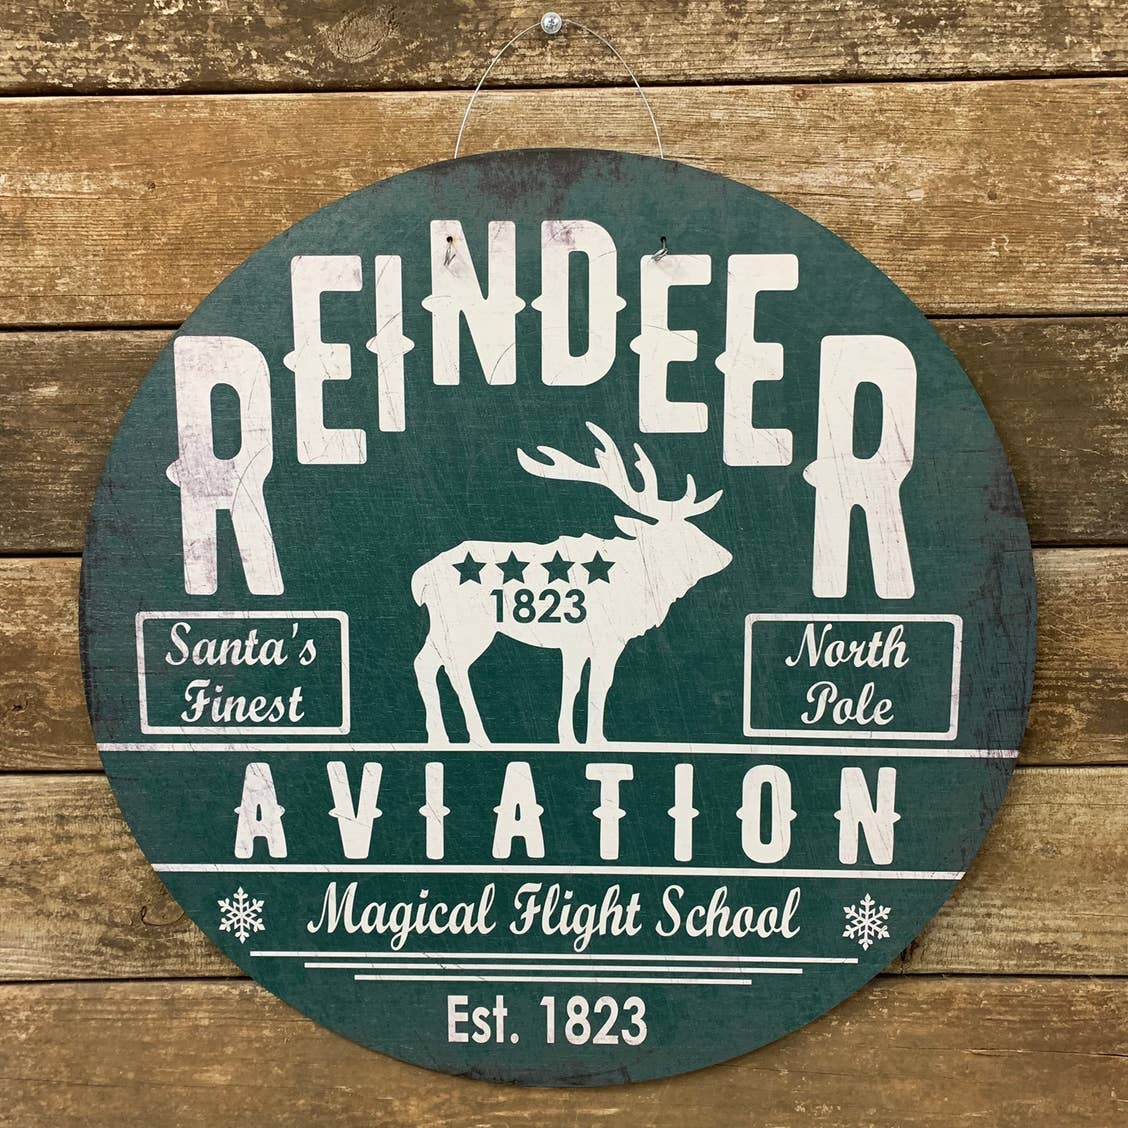 REINDEER
1823
Santa's
Finest
North
Pole
AVIATION
Magical Flight School
Est. 1823